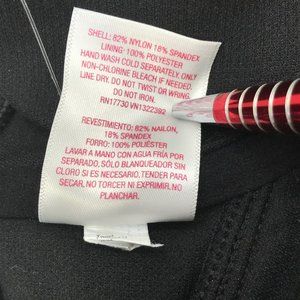 SHELL: 82% NYLON 18% SPANDEX
LINING: 100% POLYESTER
HAND WASH COLD SEPARATELY. ONLY
NON-CHLORINE BLEACH IF NEEDED.
LINE DRY. DO NOT TWIST OR WRING.
DO NOT IRON.
RN17730 VN1322392
REVESTIMIENTO: 82% NAILON,
18% SPANDEX
FORRO: 100% POLIÉSTER
LAVAR A MANO CON AGUA FRÍA POR
SEPARADO, SÓLO BLANQUEADOR SIN
CLORO SI ES NECESARIO. TENDER PARA
SECAR. NO TORCER NI EXPRIMIR. NO
PLANCHAR.